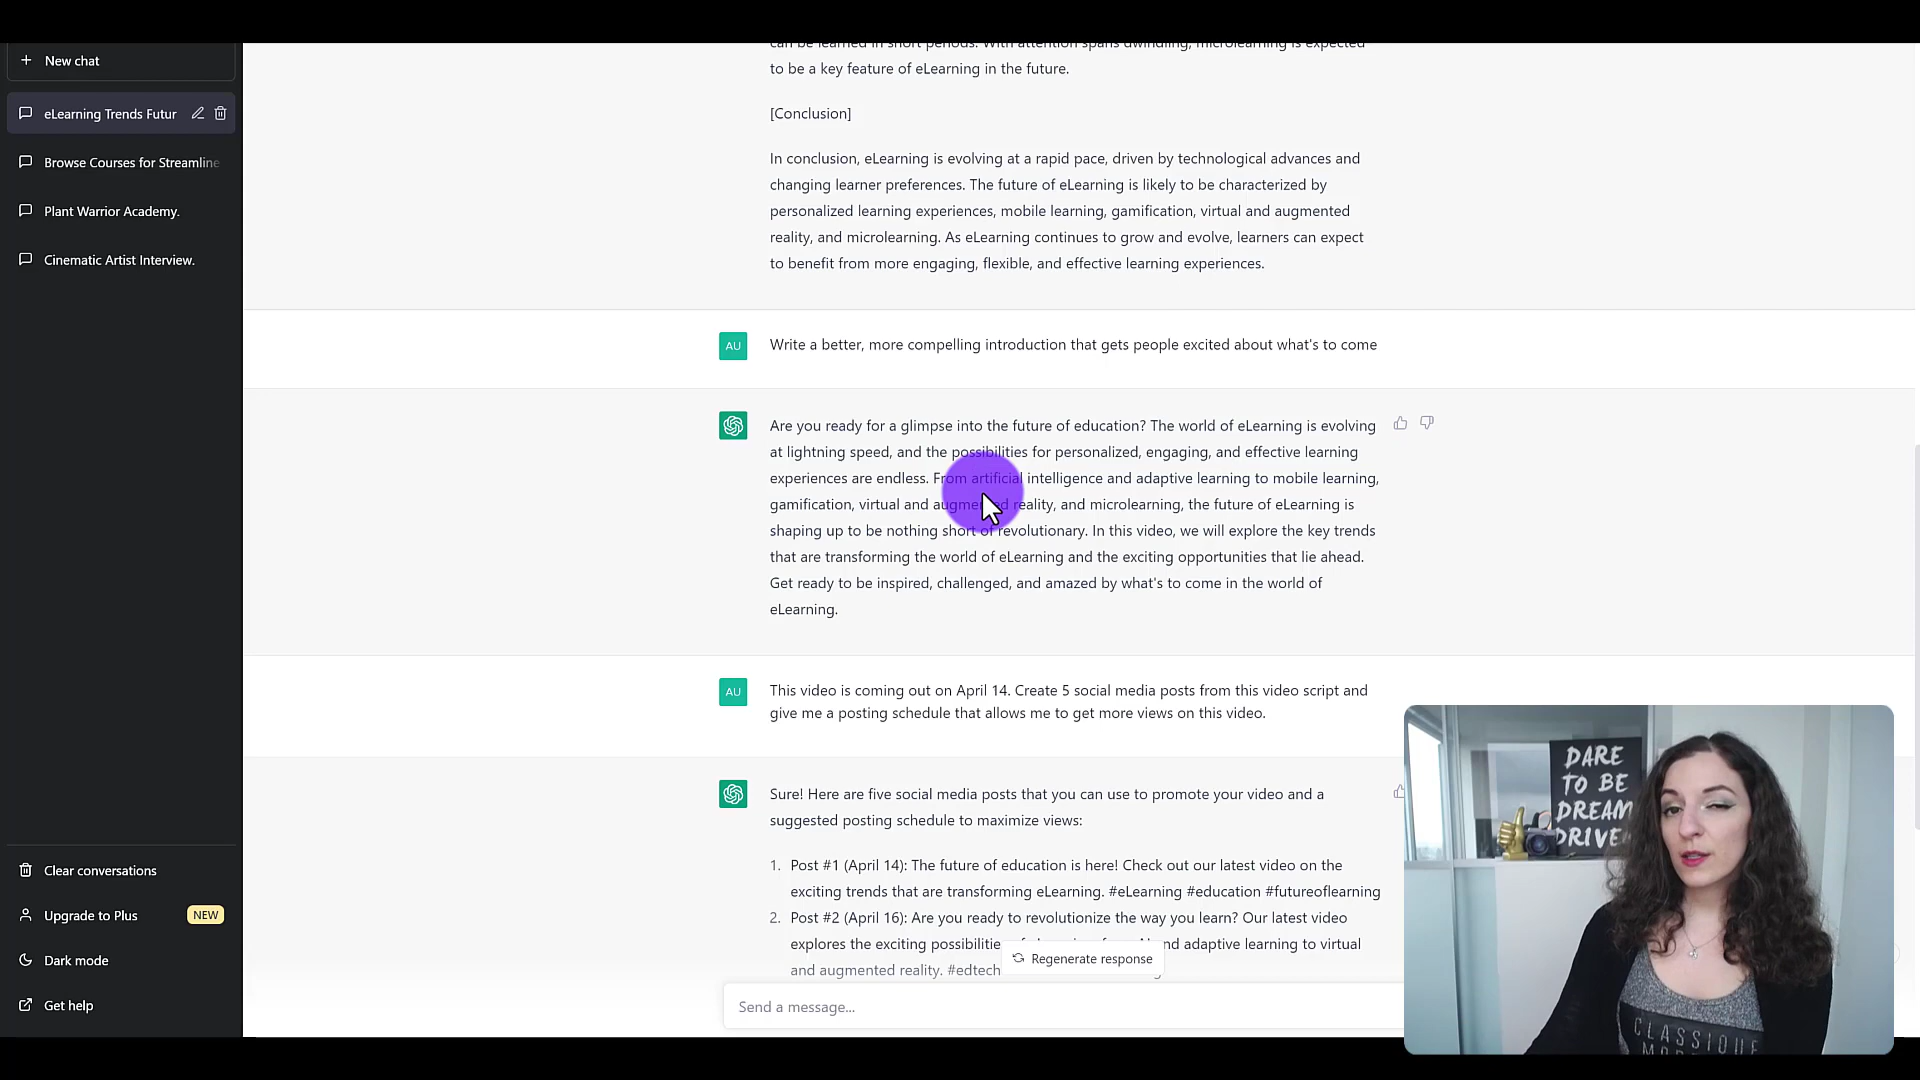 New chat
eLearning Trends Futur
Browse Courses for Streamline
Plant Warrior Academy.
Cinematic Artist Interview.
Clear conversations
Upgrade to Plus NEW
Dark mode
Get help
can be learned in short periods. With attention spans dwindling, microlearning is expected
to be a key feature of eLearning in the future.
[Conclusion]
In conclusion, eLearning is evolving at a rapid pace, driven by technological advances and
changing learner preferences. The future of eLearning is likely to be characterized by
personalized learning experiences, mobile learning, gamification, virtual and augmented
reality, and microlearning. As eLearning continues to grow and evolve, learners can expect
to benefit from more engaging, flexible, and effective learning experiences.
AU
Write a better, more compelling introduction that gets people excited about what's to come
Are you ready for a glimpse into the future of education? The world of eLearning is evolving
at lightning speed, and the possibilities for personalized, engaging, and effective learning
experiences are endless. From artificial intelligence and adaptive learning to mobile learning,
gamification, virtual and augmented reality, and microlearning, the future of eLearning is
shaping up to be nothing short of revolutionary. In this video, we will explore the key trends
that are transforming the world of eLearning and the exciting opportunities that lie ahead.
Get ready to be inspired, challenged, and amazed by what's to come in the world of
eLearning.
AU
This video is coming out on April 14. Create 5 social media posts from this video script and
give me a posting schedule that allows me to get more views on this video.
Sure! Here are five social media posts that you can use to promote your video and a
suggested posting schedule to maximize views:
1. Post #1 (April 14): The future of education is here! Check out our latest video on the
exciting trends that are transforming eLearning. #eLearning #education #futureoflearning
2. Post #2 (April 16): Are you ready to revolutionize the way you learn? Our latest video
explores the exciting and adaptive learning to virtual
and augmented reality. #edtech
Regenerate response
Send a message...
DARE
TO BE
DREAM
DRIVE
CLASSIQUE